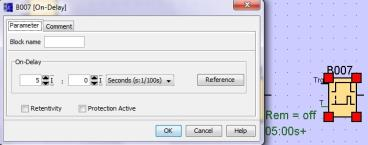 B007 [On-Delay]
Parameter Comment
Block name
On-Delay
5 : 0 Seconds (s:1/100s) Reference
Retentivity Protection Active
OK Cancel Help
B007
Trg
T
Rem = off
05:00s+